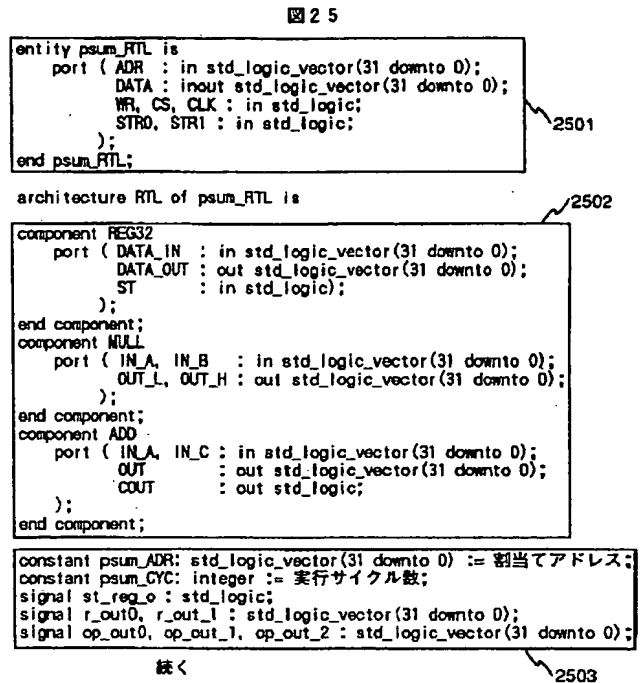 図25
entity psum_RTL is
port ( ADR : in std_logic_vector(31 downto 0);
DATA : inout std_logic_vector(31 downto 0);
WR, CS, CLK : in std_logic;
STR0, STR1 : in std_logic;
);
end psum_RTL;
2501
architecture RTL of psum_RTL is
2502
component REG32
port ( DATA_IN : in std_logic_vector(31 downto 0);
DATA_OUT : out std_logic_vector(31 downto 0);
ST : in std_logic);
);
end component;
component MULL
port ( IN_A, IN_B : in std_logic_vector(31 downto 0);
OUT_L, OUT_H : out std_logic_vector(31 downto 0);
);
end component;
component ADD
port ( IN_A, IN_C : in std_logic_vector(31 downto 0);
OUT : out std_logic_vector(31 downto 0);
COUT : out std_logic;
);
end component;
constant psum_ADR: std_logic_vector(31 downto 0) := 割当てアドレス;
constant psum_CYC: integer := 実行サイクル数;
signal st_reg_o : std_logic;
signal r_out0, r_out_1 : std_logic_vector(31 downto 0);
signal op_out0, op_out_1, op_out_2 : std_logic_vector(31 downto 0);
続く
2503